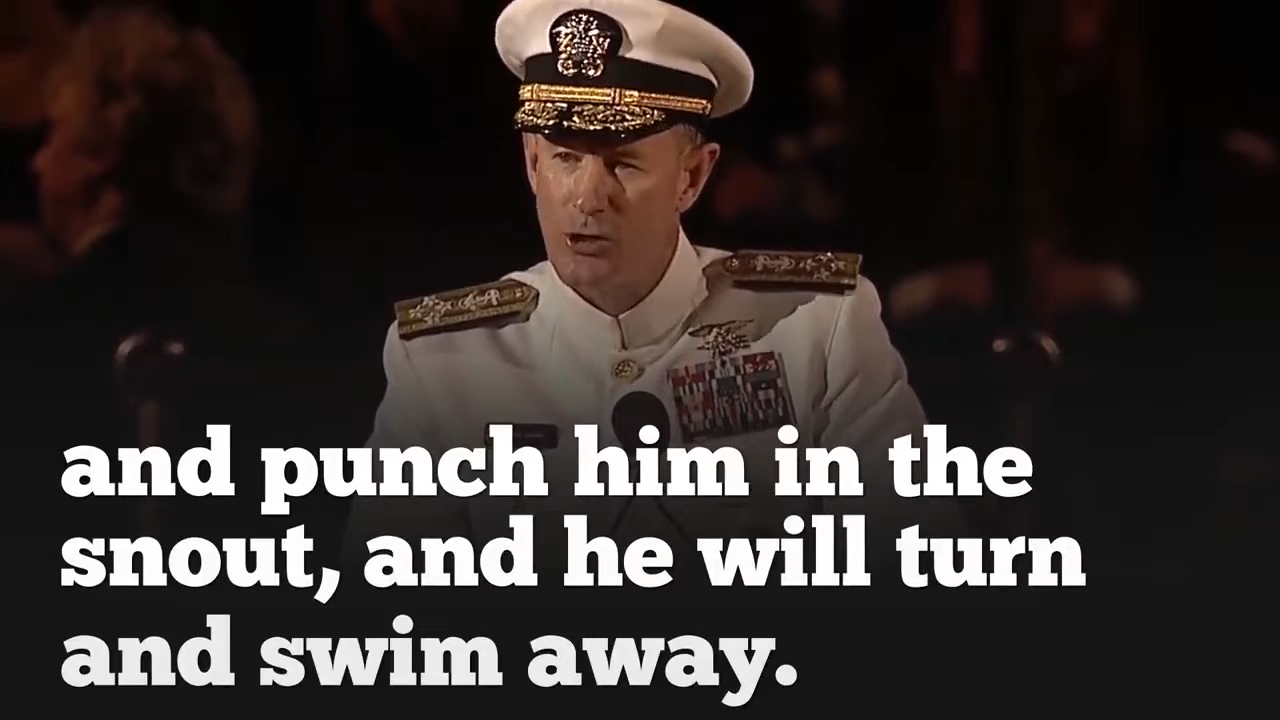 and punch him in the
snout, and he will turn
and swim away.